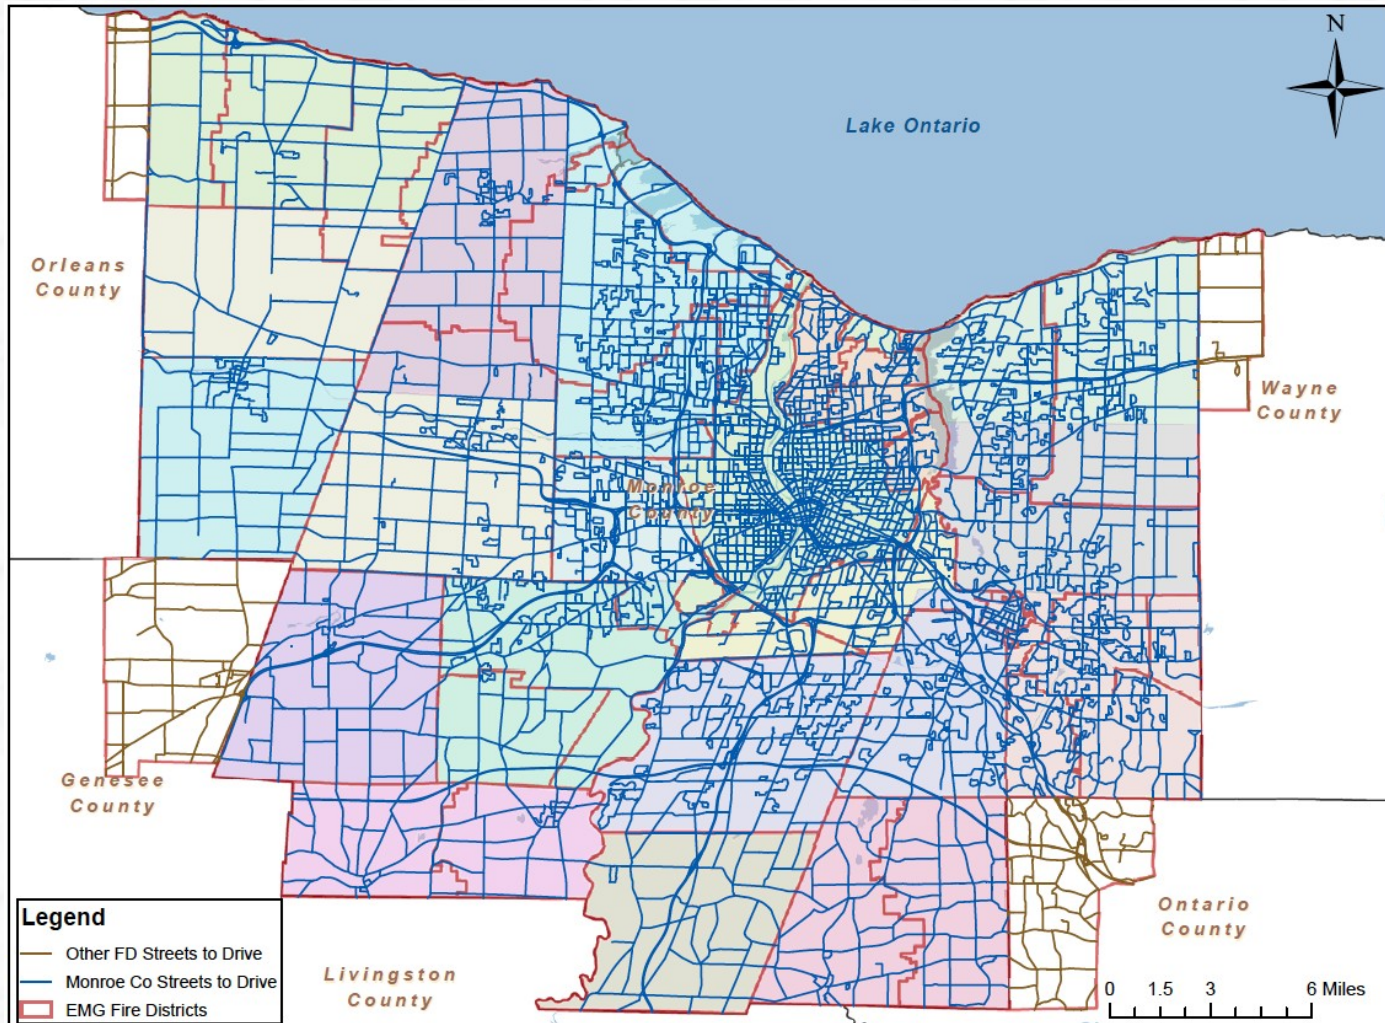 N
Lake Ontario
Orleans
County
Wayne
County
Monroe
County
Genesee
County
Ontario
County
Livingston
County
Legend
Other FD Streets to Drive
Monroe Co Streets to Drive
EMG Fire Districts
0 1.5 3 6 Miles